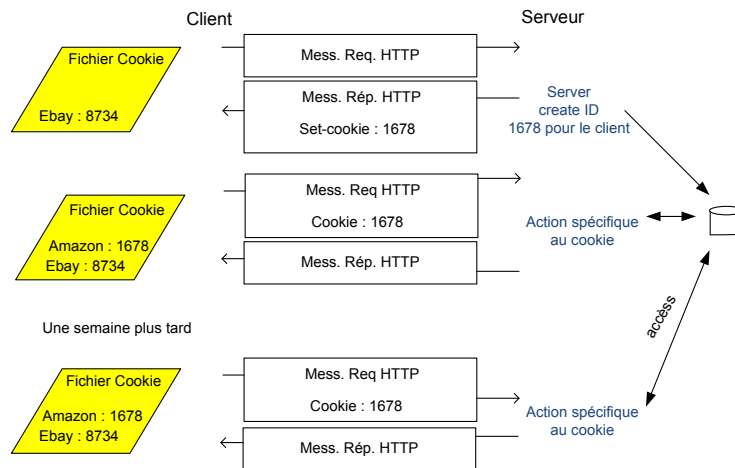 Client
Serveur
Fichier Cookie
Ebay : 8734
Mess. Req. HTTP
Mess. Rép. HTTP
Set-cookie : 1678
Server
create ID
1678 pour le client
Fichier Cookie
Amazon : 1678
Ebay : 8734
Mess. Req HTTP
Cookie : 1678
Mess. Rép. HTTP
Action spécifique
au cookie
accèss
Une semaine plus tard
Fichier Cookie
Amazon : 1678
Ebay : 8734
Mess. Req HTTP
Cookie : 1678
Mess. Rép. HTTP
Action spécifique
au cookie